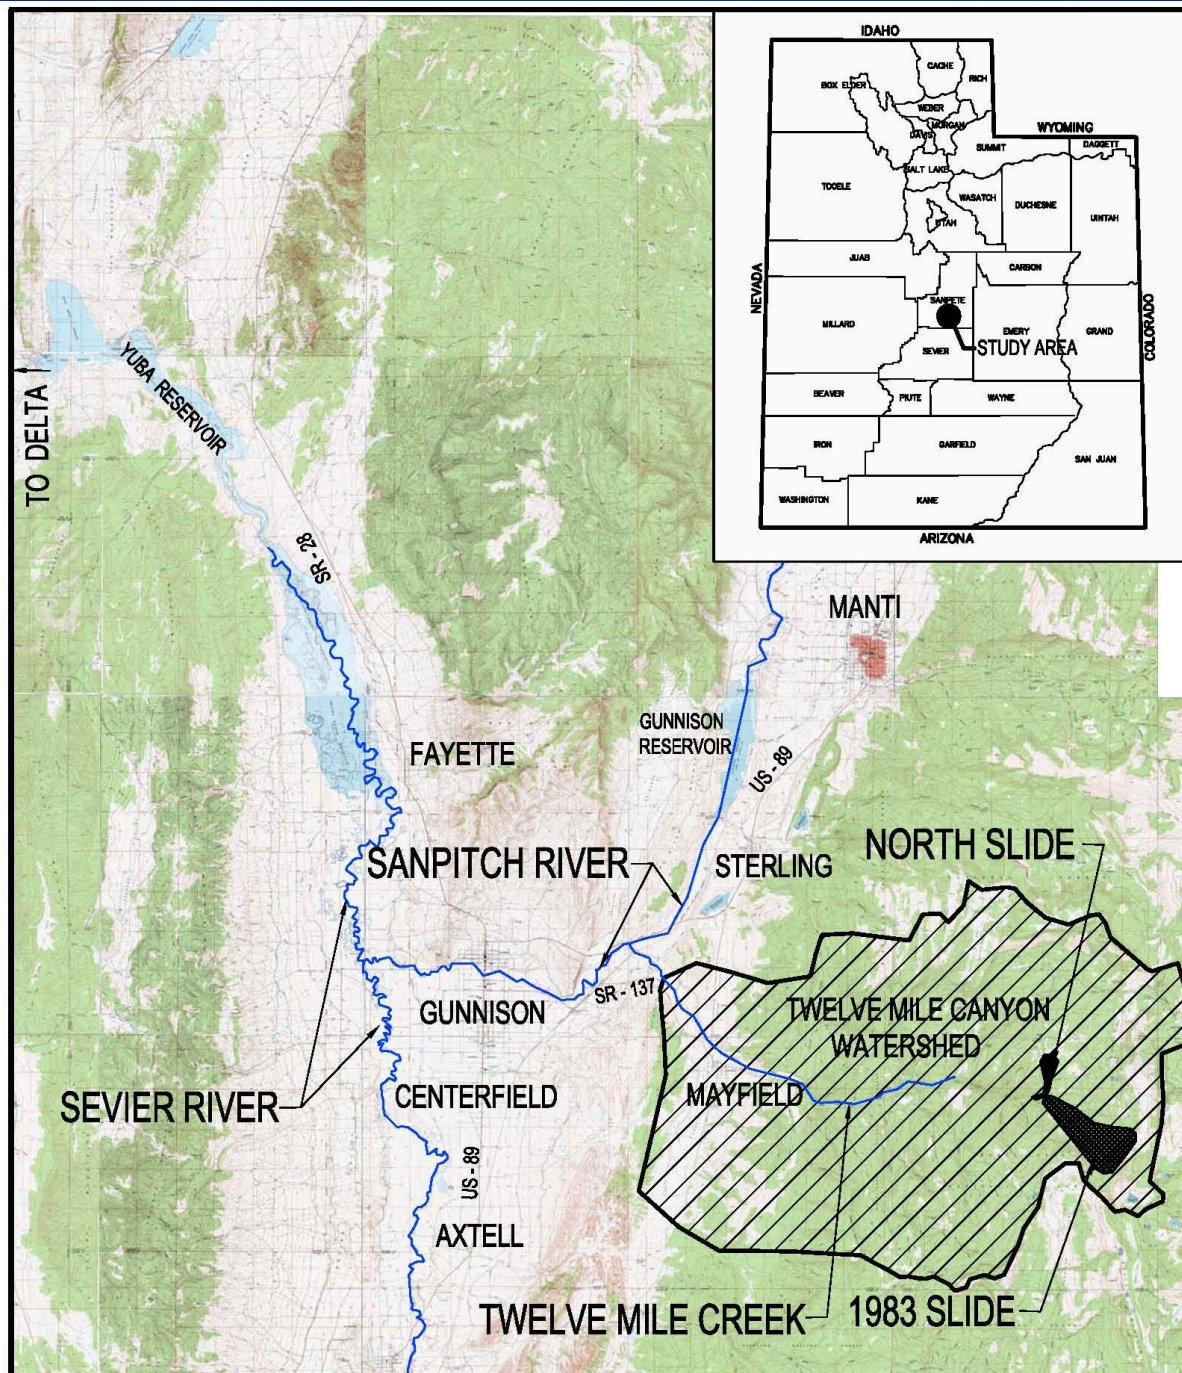 IDAHO
CACHE
RICH
BOX ELDER
WEBER
MORGAN
DAVIS
WYOMING
SUMMIT
DAGGETT
SALT LAKE
TOOELE
WASATCH
DUCHESNE
UINTAH
UTAH
JUAB
CARBON
NEVADA
SANPETE
COLORADO
MILLARD
EMERY
GRAND
SEVIER
STUDY AREA
BEAVER
PIUTE
WAYNE
IRON
GARFIELD
SAN JUAN
WASHINGTON
KANE
ARIZONA
YUBA RESERVOIR
TO DELTA
SR - 28
MANTI
GUNNISON
RESERVOIR
FAYETTE
US - 89
NORTH SLIDE
SANPITCH RIVER
STERLING
SR - 137
GUNNISON
TWELVE MILE CANYON
WATERSHED
SEVIER RIVER
CENTERFIELD
MAYFIELD
US - 89
AXTELL
TWELVE MILE CREEK
1983 SLIDE